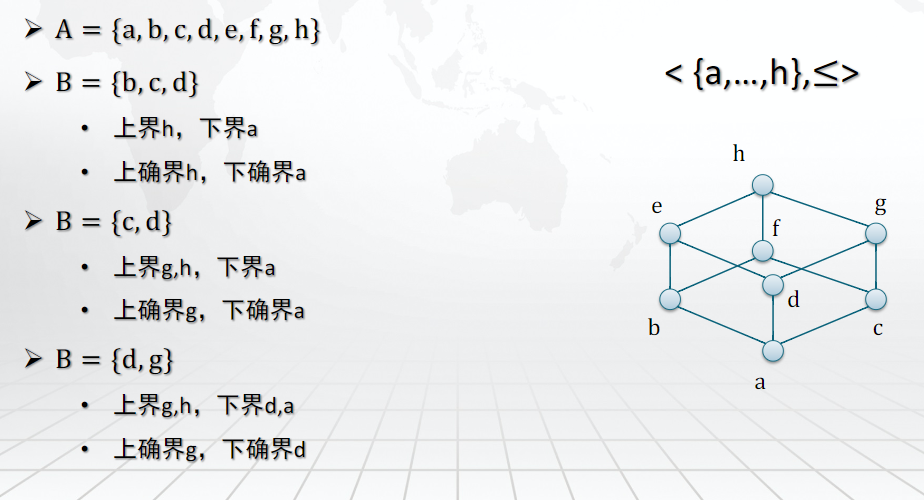 A = {a, b, c, d, e, f, g, h}
B = {b, c, d}
上界h，下界a
上确界h，下确界a
B = {c, d}
上界g,h，下界a
上确界g，下确界a
B = {d, g}
上界g,h，下界d,a
上确界g，下确界d
< {a,…,h},≤>
h
e
g
f
d
b
c
a